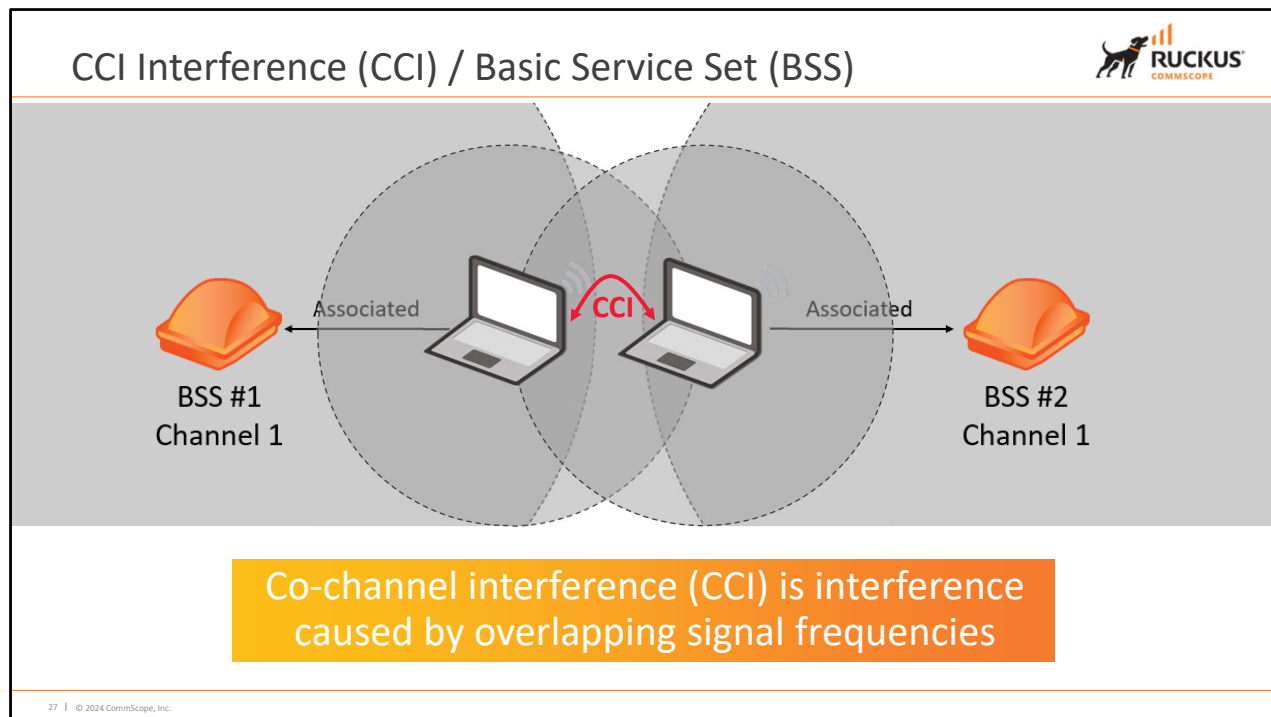 CCI Interference (CCI) / Basic Service Set (BSS)
RUCKUS
COMMSCOPE
Associated
CCI
Associated
BSS #1
Channel 1
BSS #2
Channel 1
Co-channel interference (CCI) is interference
caused by overlapping signal frequencies
27 | © 2024 CommScope, Inc.